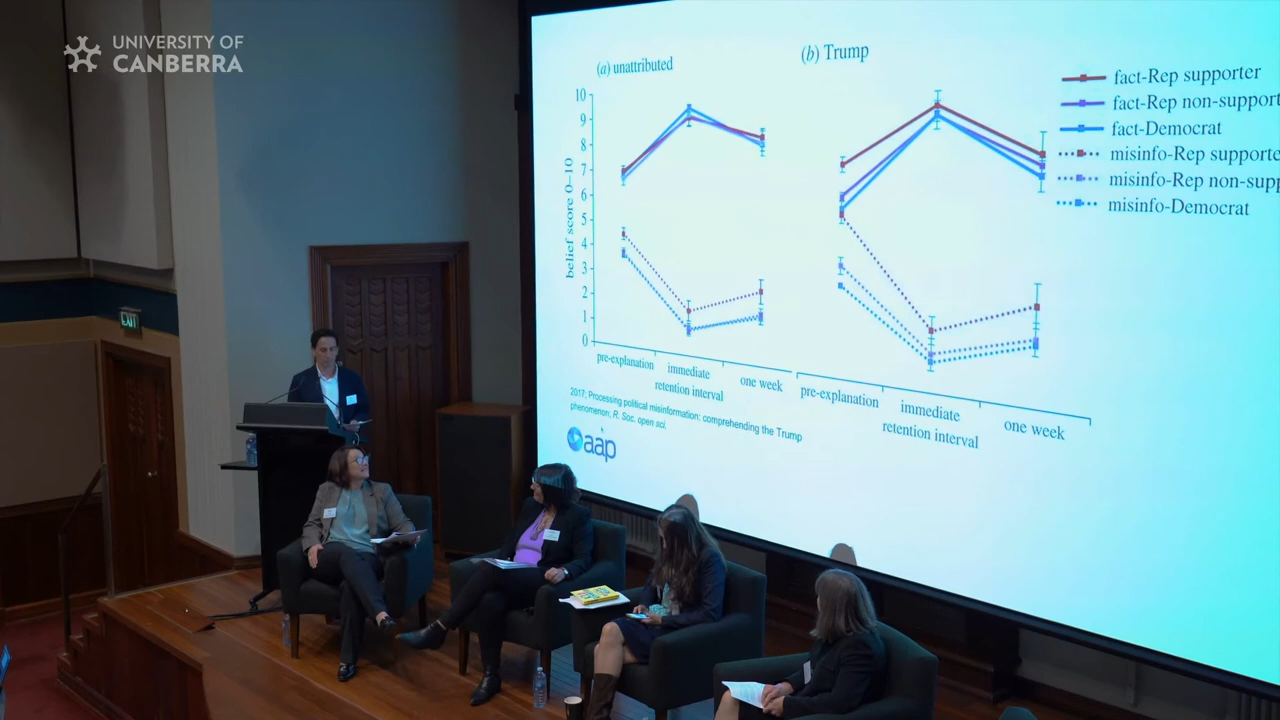 UNIVERSITY OF
CANBERRA
EXIT
(a) unattributed
(b) Trump
belief score 0–10
10
9
8
7
6
5
4
3
2
1
0
pre-explanation
immediate
retention interval
one week
pre-explanation
immediate
retention interval
one week
fact-Rep supporter
fact-Rep non-support
fact-Democrat
misinfo-Rep supporte
misinfo-Rep non-supp
misinfo-Democrat
2017; Processing political misinformation: comprehending the Trump
phenomenon; R. Soc. open sci.
aap